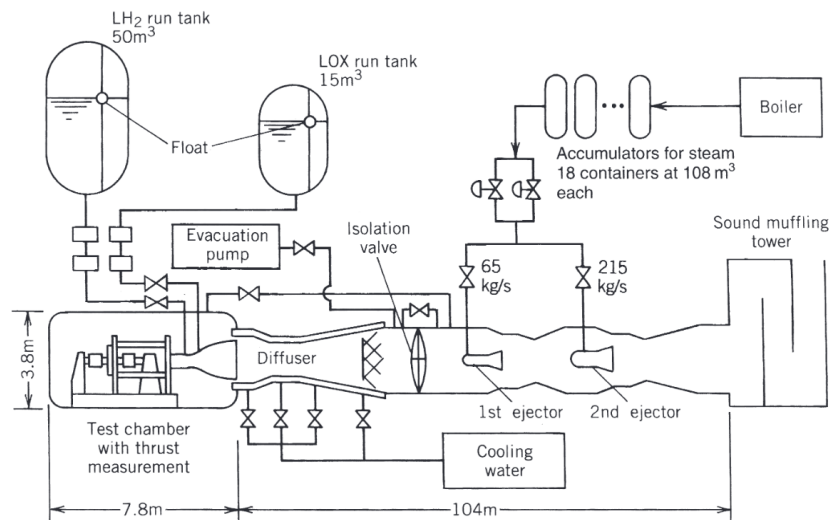 LH₂ run tank
50m³
LOX run tank
15m³
Float
Boiler
Accumulators for steam
18 containers at 108 m³
each
Evacuation
pump
Isolation
valve
65
kg/s
215
kg/s
Sound muffling
tower
3.8m
Diffuser
1st ejector
2nd ejector
Test chamber
with thrust
measurement
Cooling
water
7.8m
104m